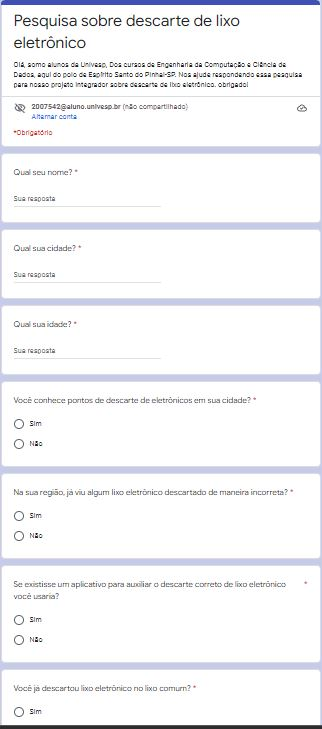 Pesquisa sobre descarte de lixo
eletrônico
Olá, somo alunos da Univesp, Dos cursos de Engenharia da Computação e Ciência de
Dados, aqui do polo de Espírito Santo do Pinhal-SP. Nos ajude respondendo essa pesquisa
para nosso projeto integrador sobre descarte de lixo eletrônico. obrigado!
2007542@aluno.univesp.br (não compartilhado)
Alternar conta
*Obrigatório
Qual seu nome? *
Sua resposta
Qual sua cidade? *
Sua resposta
Qual sua idade? *
Sua resposta
Você conhece pontos de descarte de eletrônicos em sua cidade? *
Sim
Não
Na sua região, já viu algum lixo eletrônico descartado de maneira incorreta? *
Sim
Não
Se existisse um aplicativo para auxiliar o descarte correto de lixo eletrônico *
você usaria?
Sim
Não
Você já descartou lixo eletrônico no lixo comum? *
Sim